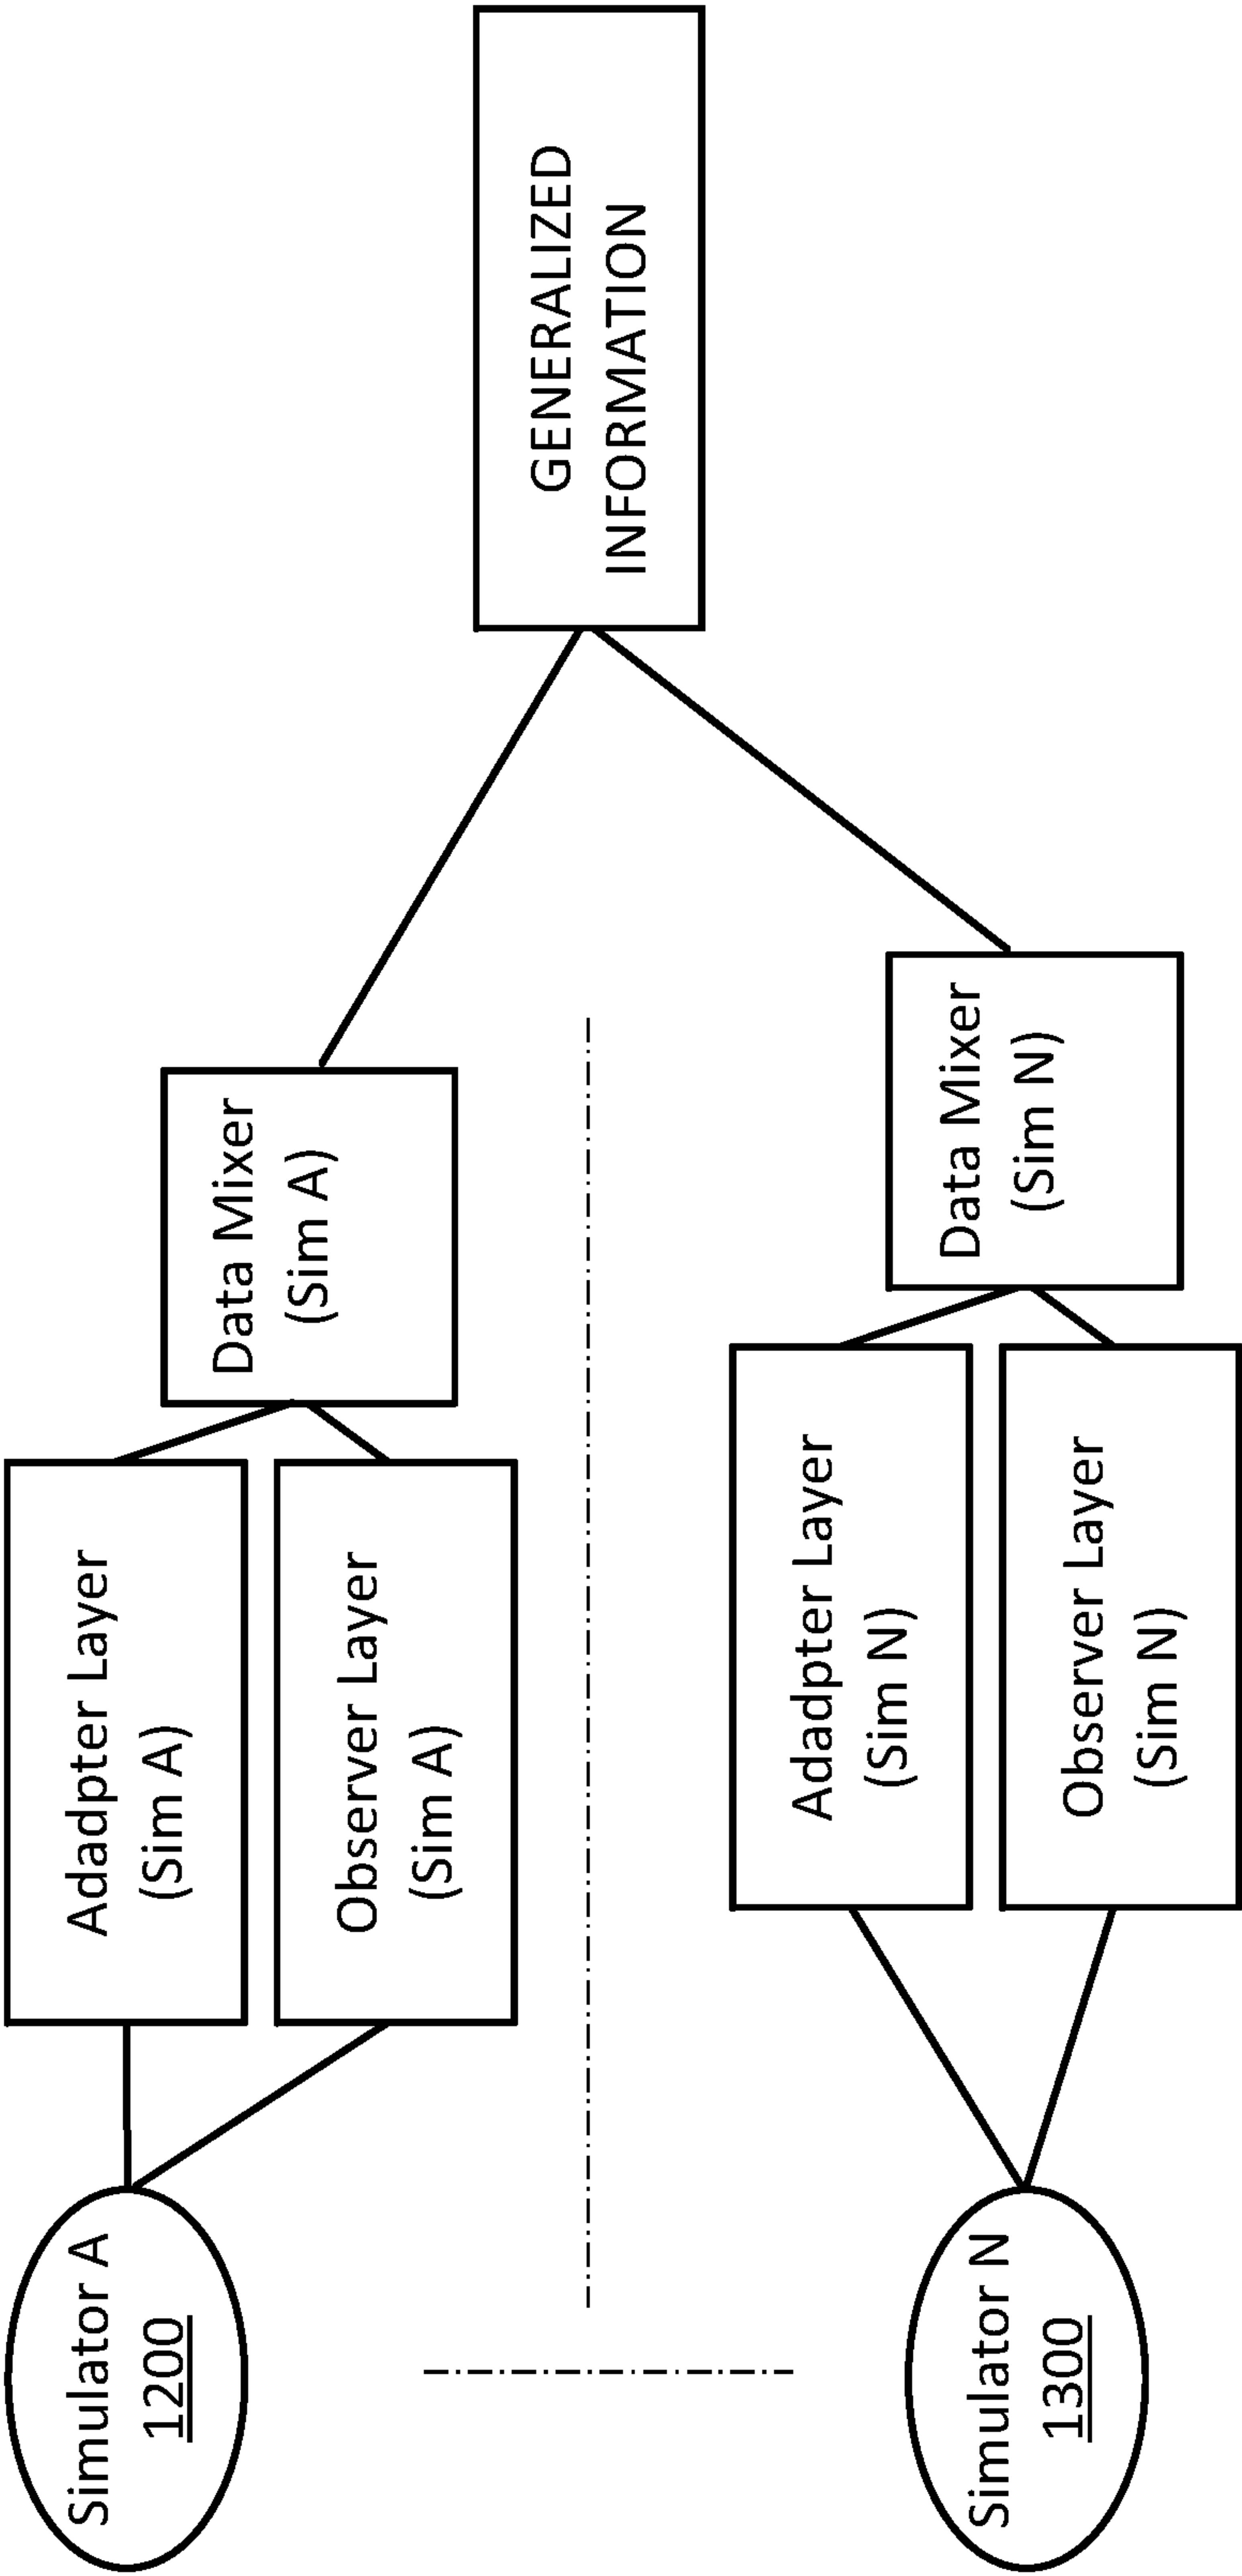 Simulator A
1200
Adadpter Layer
(Sim A)
Observer Layer
(Sim A)
Data Mixer
(Sim A)
GENERALIZED
INFORMATION
Simulator N
1300
Adadpter Layer
(Sim N)
Observer Layer
(Sim N)
Data Mixer
(Sim N)